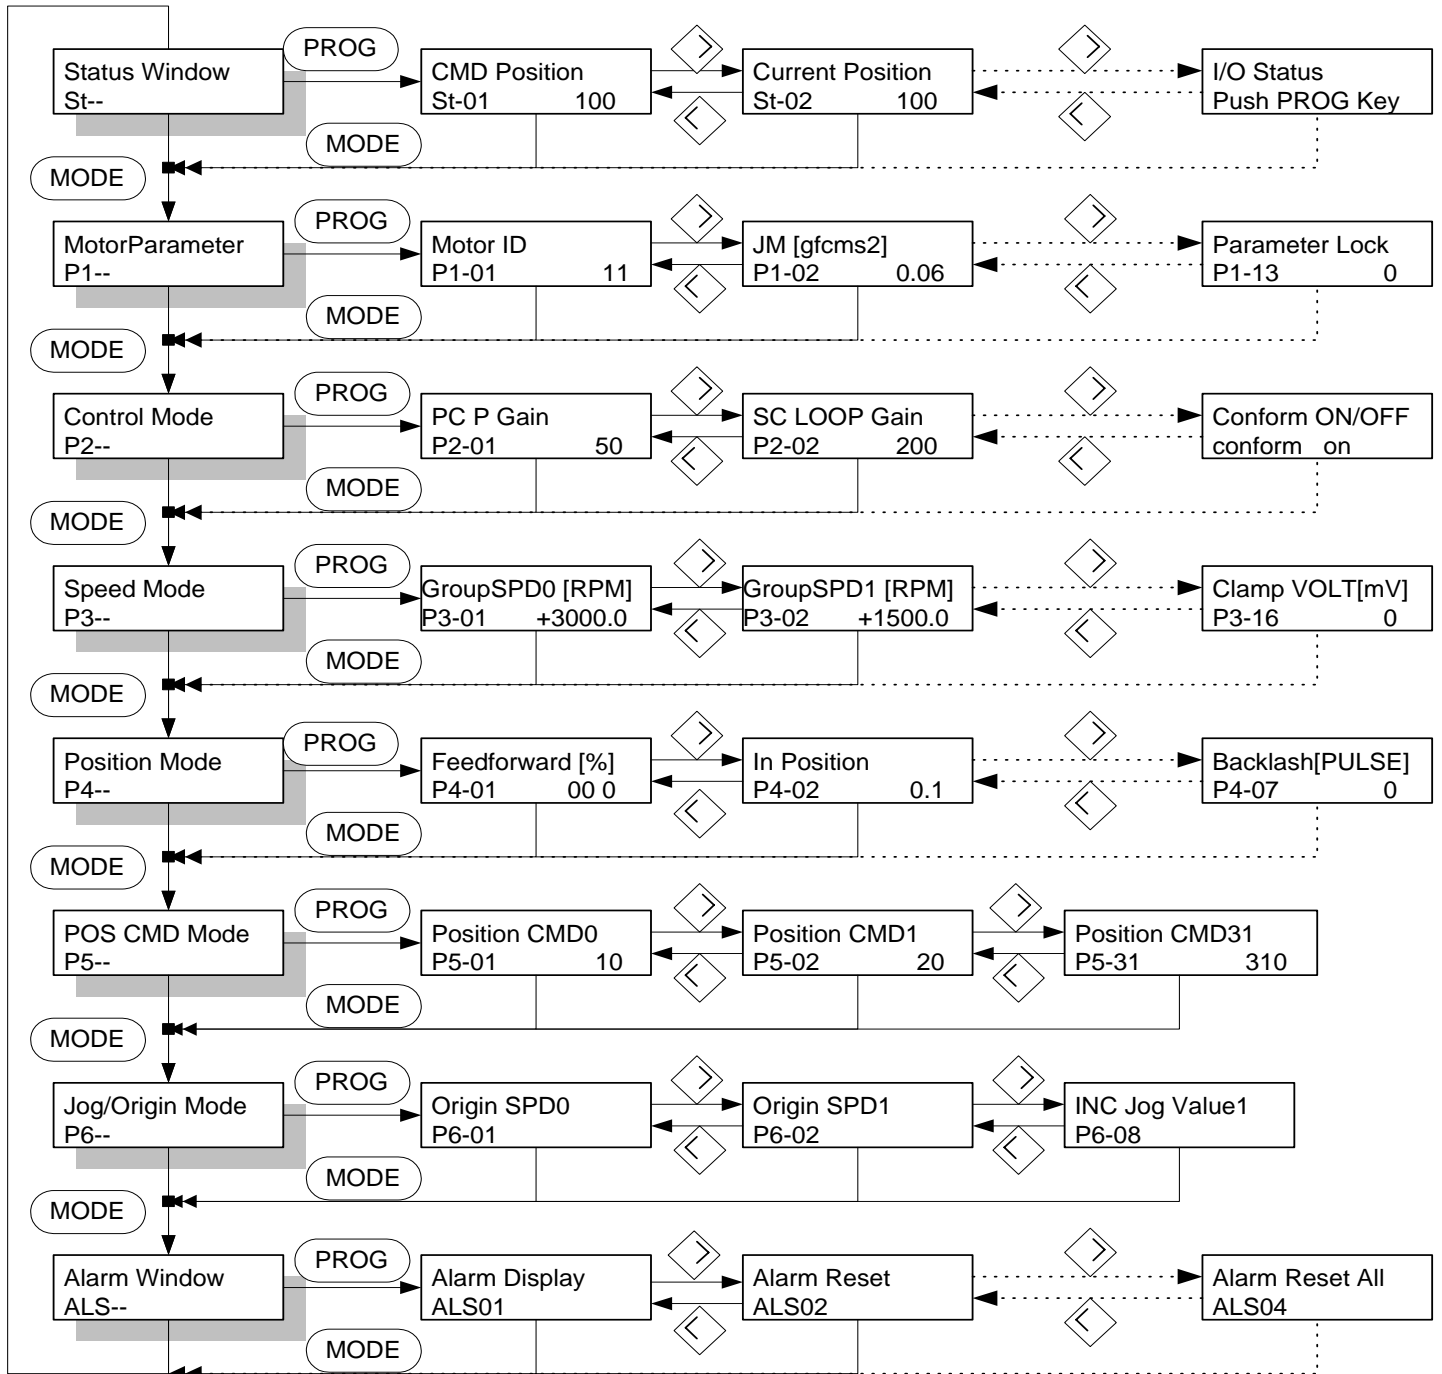 PROG
Status Window
St--
CMD Position
St-01 100
Current Position
St-02 100
I/O Status
Push PROG Key
MODE
MODE
PROG
MotorParameter
P1--
Motor ID
P1-01 11
JM [gfcms2]
P1-02 0.06
Parameter Lock
P1-13 0
MODE
MODE
PROG
Control Mode
P2--
PC P Gain
P2-01 50
SC LOOP Gain
P2-02 200
Conform ON/OFF
conform on
MODE
MODE
PROG
Speed Mode
P3--
GroupSPD0 [RPM]
P3-01 +3000.0
GroupSPD1 [RPM]
P3-02 +1500.0
Clamp VOLT[mV]
P3-16 0
MODE
MODE
PROG
Position Mode
P4--
Feedforward [%]
P4-01 00 0
In Position
P4-02 0.1
Backlash[PULSE]
P4-07 0
MODE
MODE
PROG
POS CMD Mode
P5--
Position CMD0
P5-01 10
Position CMD1
P5-02 20
Position CMD31
P5-31 310
MODE
MODE
PROG
Jog/Origin Mode
P6--
Origin SPD0
P6-01
Origin SPD1
P6-02
INC Jog Value1
P6-08
MODE
MODE
PROG
Alarm Window
ALS--
Alarm Display
ALS01
Alarm Reset
ALS02
Alarm Reset All
ALS04
MODE